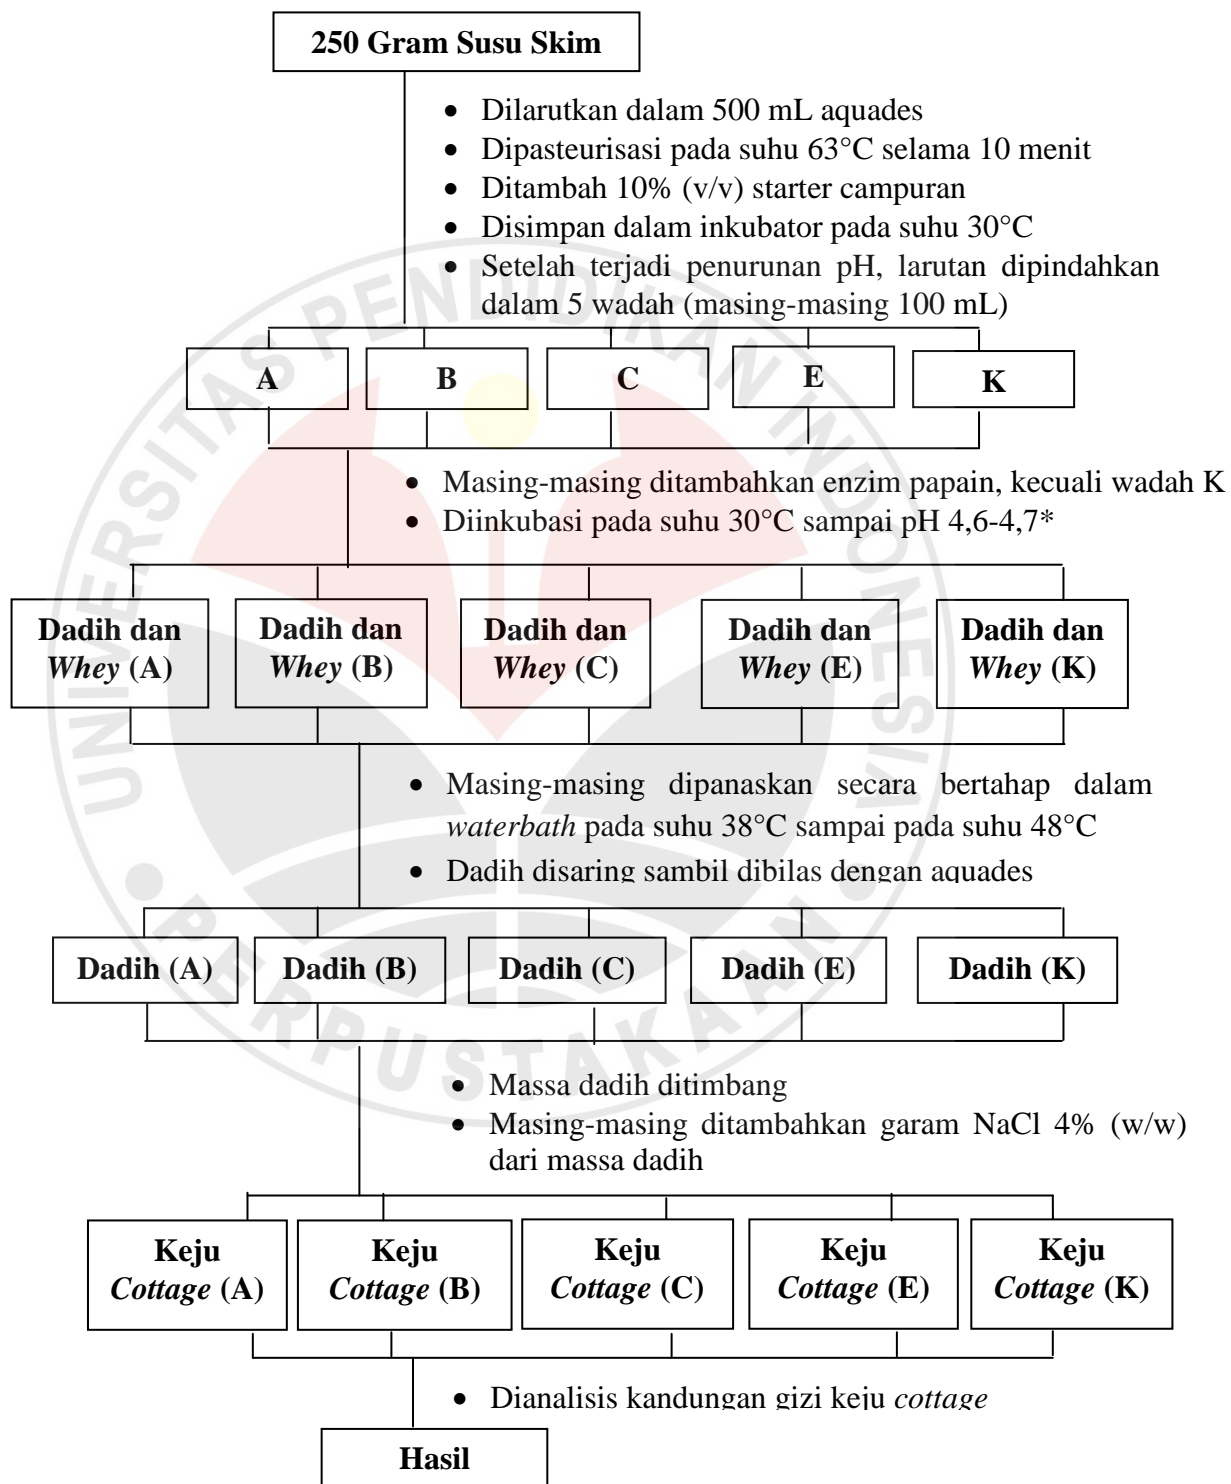 250 Gram Susu Skim
• Dilarutkan dalam 500 mL aquades
• Dipasteurisasi pada suhu 63°C selama 10 menit
• Ditambah 10% (v/v) starter campuran
• Disimpan dalam inkubator pada suhu 30°C
• Setelah terjadi penurunan pH, larutan dipindahkan
dalam 5 wadah (masing-masing 100 mL)
A B C E K
• Masing-masing ditambahkan enzim papain, kecuali wadah K
• Diinkubasi pada suhu 30°C sampai pH 4,6-4,7*
Dadih dan Dadih dan Dadih dan Dadih dan Dadih dan
Whey (A) Whey (B) Whey (C) Whey (E) Whey (K)
• Masing-masing dipanaskan secara bertahap dalam
waterbath pada suhu 38°C sampai pada suhu 48°C
• Dadih disaring sambil dibilas dengan aquades
Dadih (A) Dadih (B) Dadih (C) Dadih (E) Dadih (K)
• Massa dadih ditimbang
• Masing-masing ditambahkan garam NaCl 4% (w/w)
dari massa dadih
Keju Keju Keju Keju Keju
Cottage (A) Cottage (B) Cottage (C) Cottage (E) Cottage (K)
• Dianalisis kandungan gizi keju cottage
Hasil
UNIVERSITAS PENDIDIKAN INDONESIA
PERPUSTAKAAN